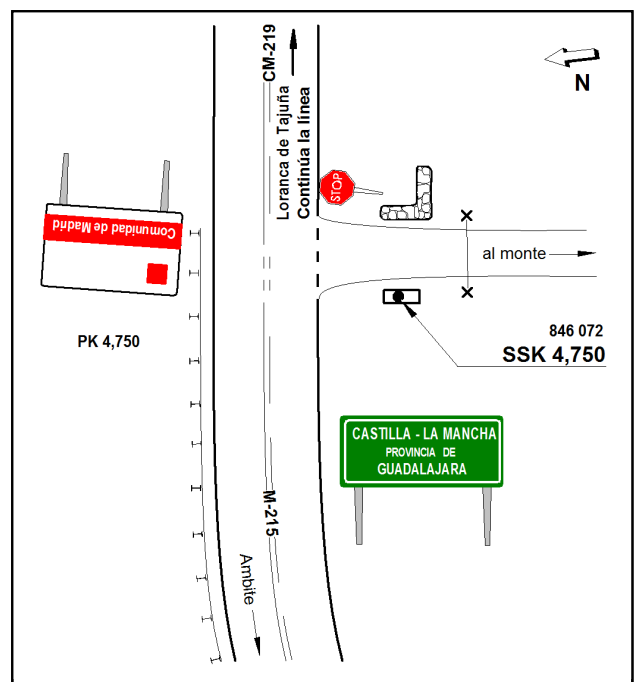 CM-219
Loranca de Tajuña
Continúa la línea
N
STOP
Comunidad de Madrid
al monte
PK 4,750
846 072
SSK 4,750
CASTILLA - LA MANCHA
PROVINCIA DE
GUADALAJARA
M-215
Ambite